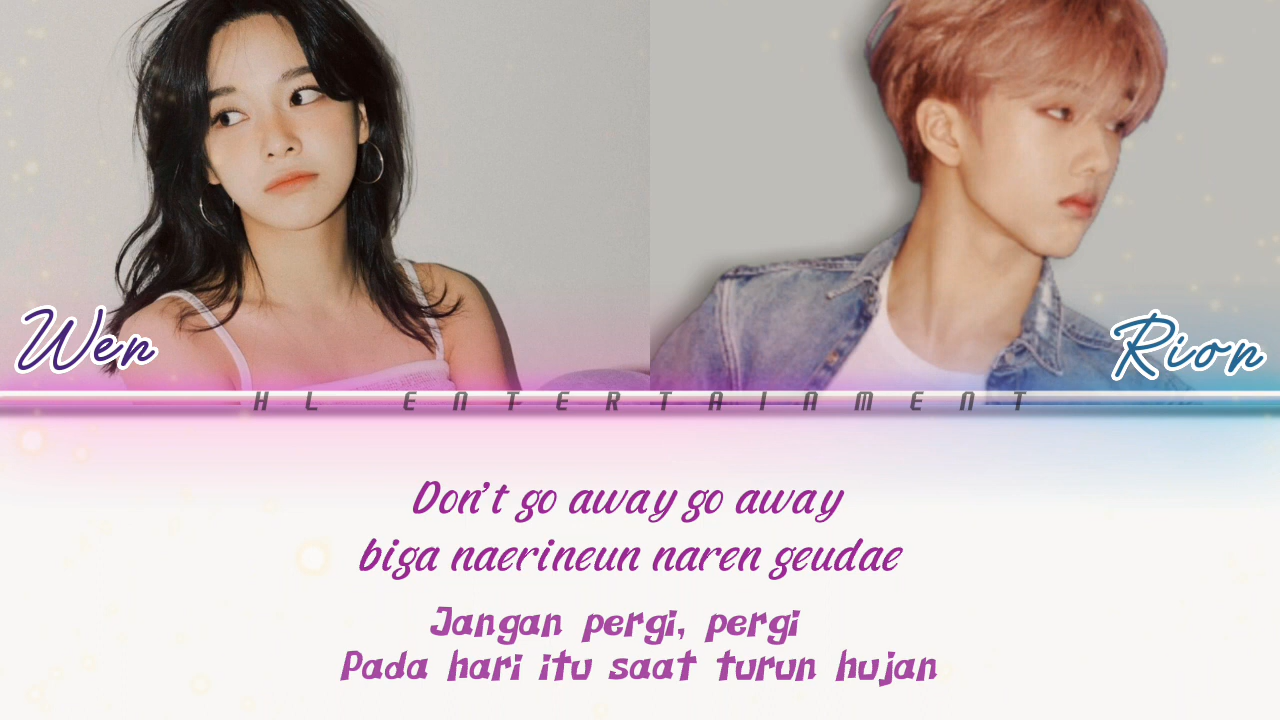 Wen
Rion
HL ENTERTAIAMENT
Don't go away go away
biga naerineun naren geudae
Jangan pergi, pergi
Pada hari itu saat turun hujan